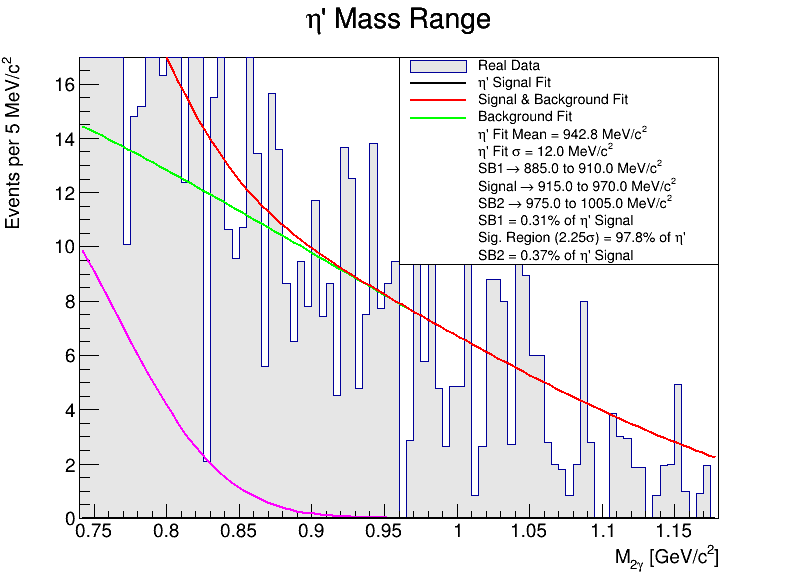 η' Mass Range
Events per 5 MeV/c²
16
14
12
10
8
6
4
2
0
Real Data
η' Signal Fit
Signal & Background Fit
Background Fit
η' Fit Mean = 942.8 MeV/c²
η' Fit σ = 12.0 MeV/c²
SB1 → 885.0 to 910.0 MeV/c²
Signal → 915.0 to 970.0 MeV/c²
SB2 → 975.0 to 1005.0 MeV/c²
SB1 = 0.31% of η' Signal
Sig. Region (2.25σ) = 97.8% of η'
SB2 = 0.37% of η' Signal
0.75 0.8 0.85 0.9 0.95 1 1.05 1.1 1.15
M₂γ [GeV/c²]